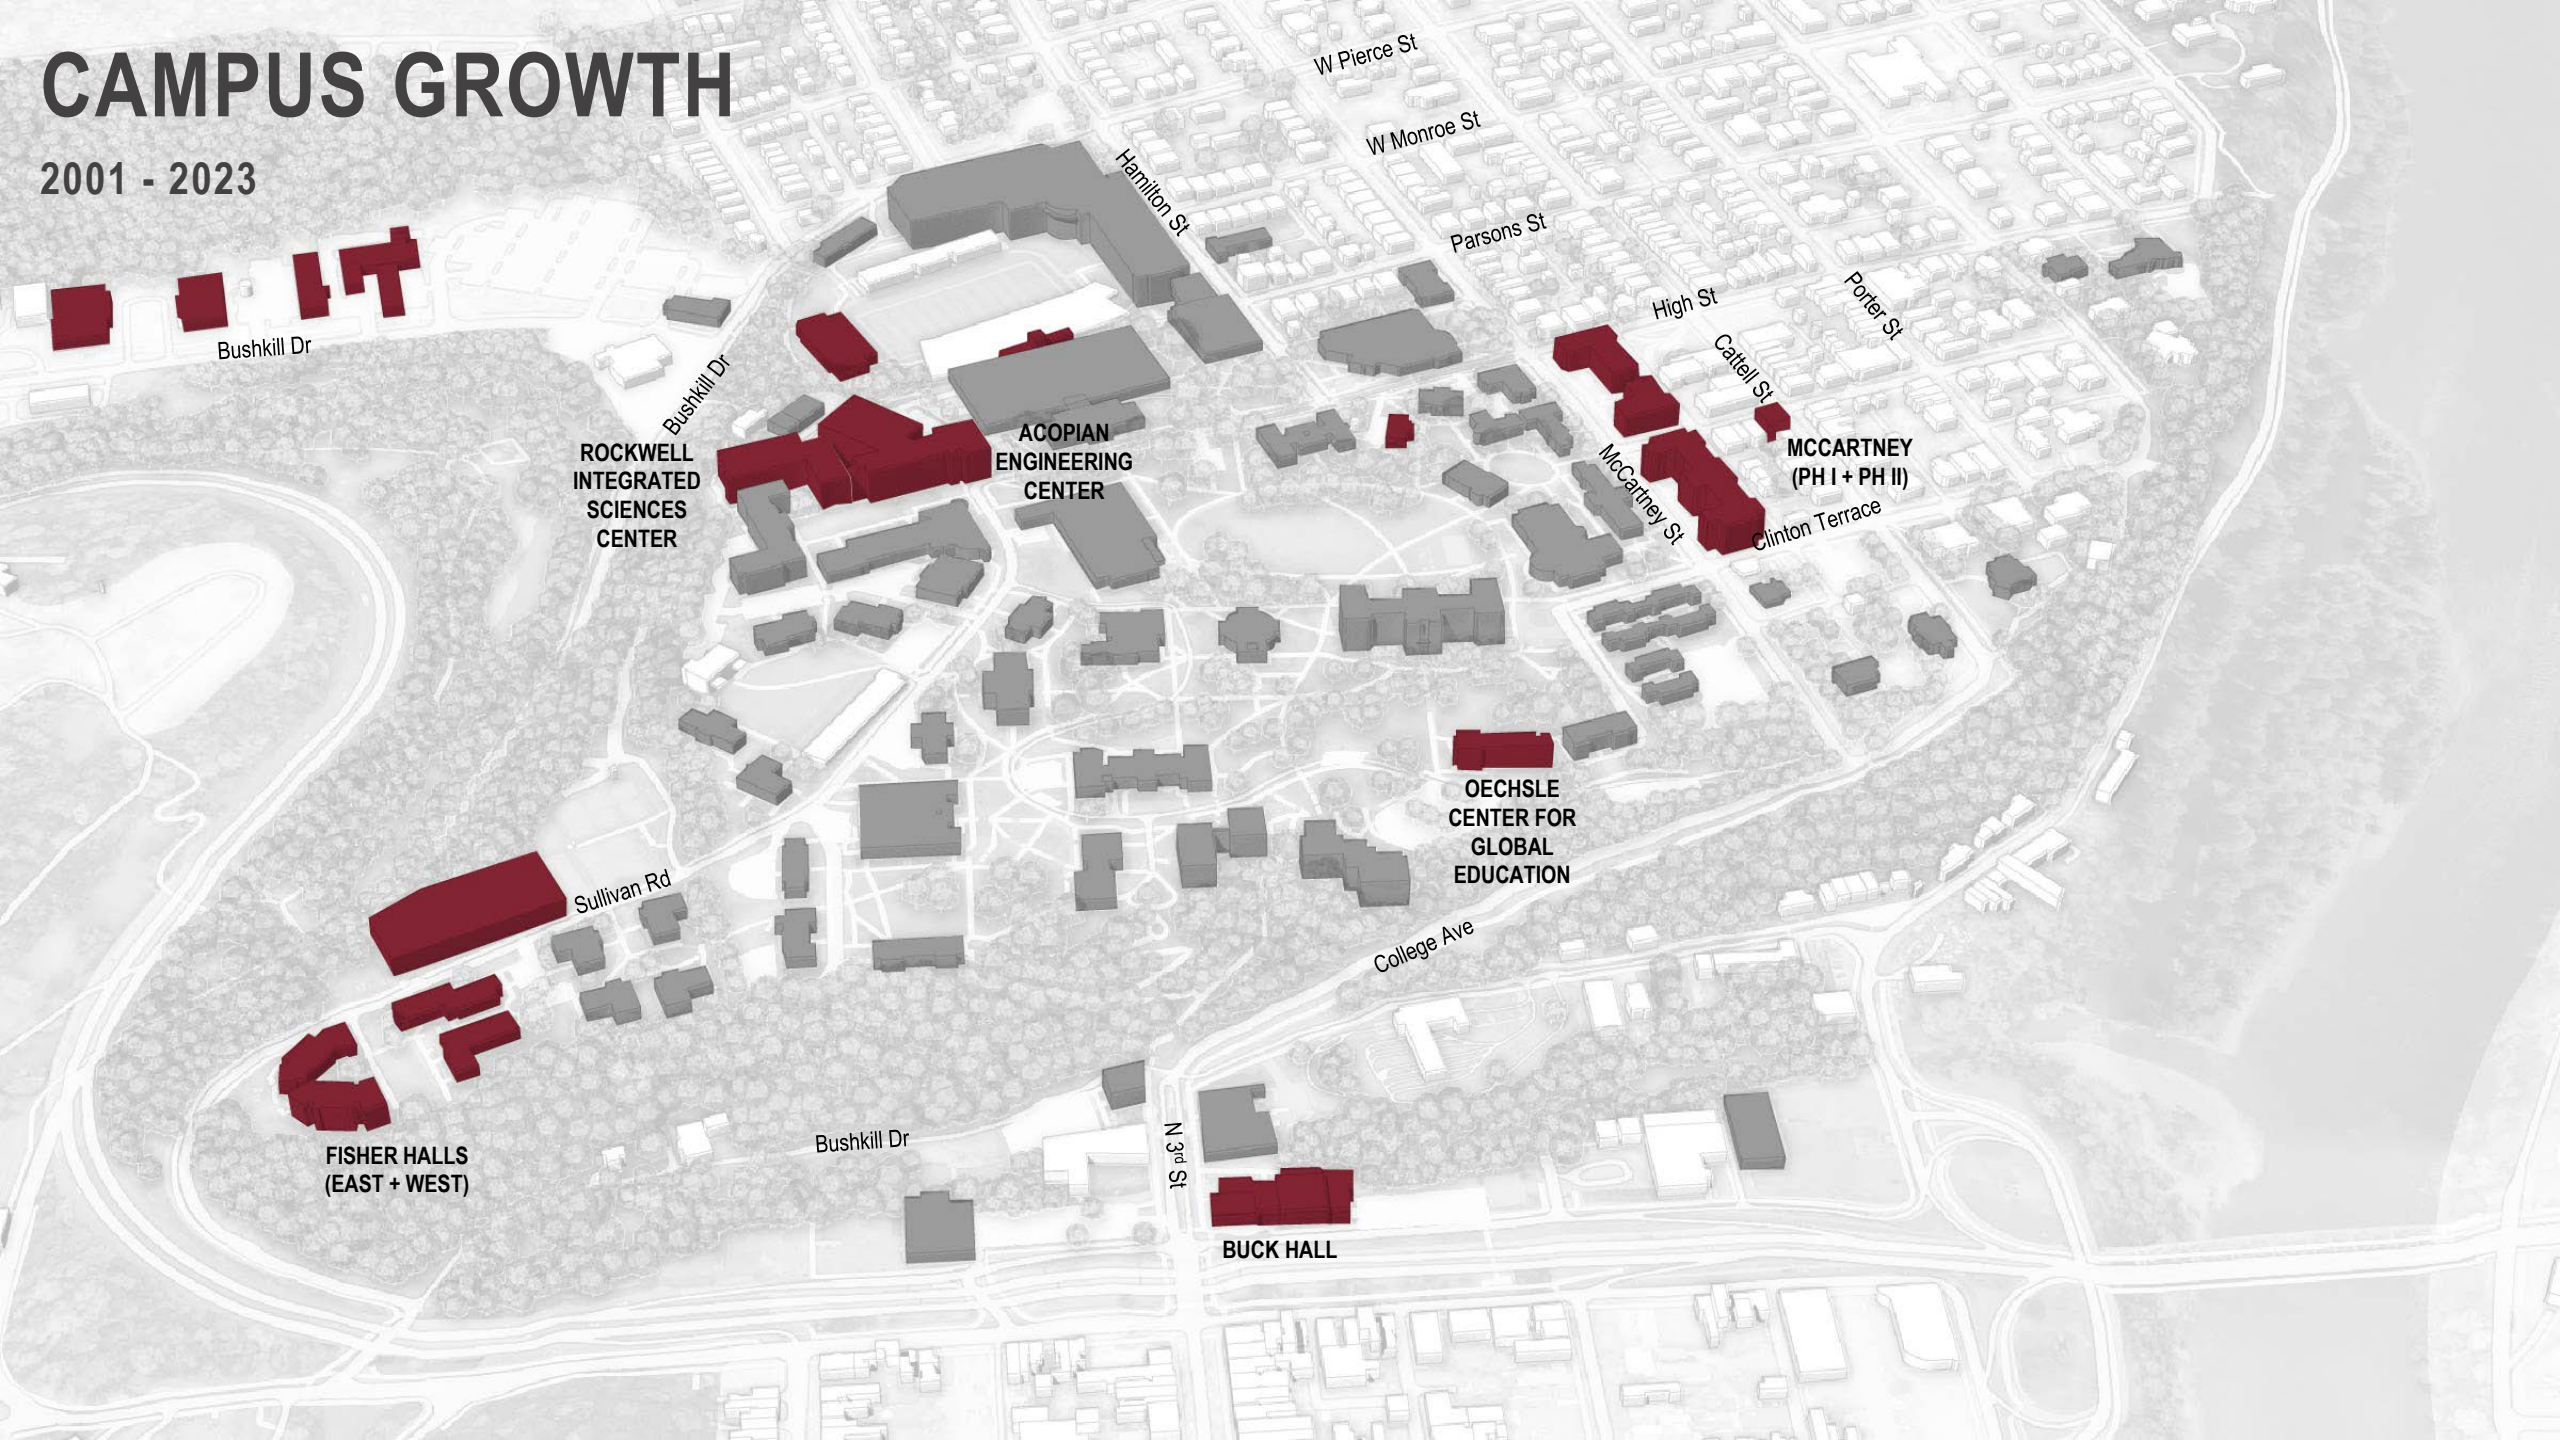 CAMPUS GROWTH
2001 - 2023
W Pierce St
W Monroe St
Hamilton St
Parsons St
High St
Porter St
Cattell St
Bushkill Dr
Bushkill Dr
ROCKWELL
INTEGRATED
SCIENCES
CENTER
ACOPIAN
ENGINEERING
CENTER
MCCARTNEY
(PH I + PH II)
McCartney St
Clinton Terrace
OECHSLE
CENTER FOR
GLOBAL
EDUCATION
Sullivan Rd
College Ave
FISHER HALLS
(EAST + WEST)
Bushkill Dr
N 3rd St
BUCK HALL